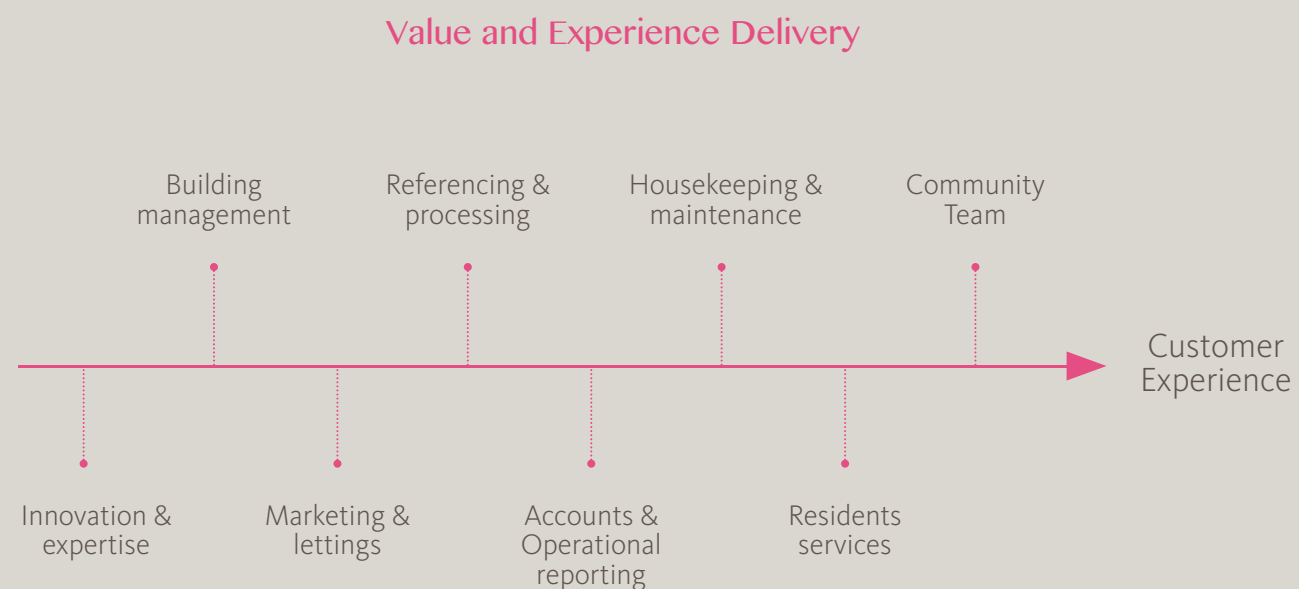 Value and Experience Delivery
Building
management
Referencing &
processing
Housekeeping &
maintenance
Community
Team
Customer
Experience
Innovation &
expertise
Marketing &
lettings
Accounts &
Operational
reporting
Residents
services